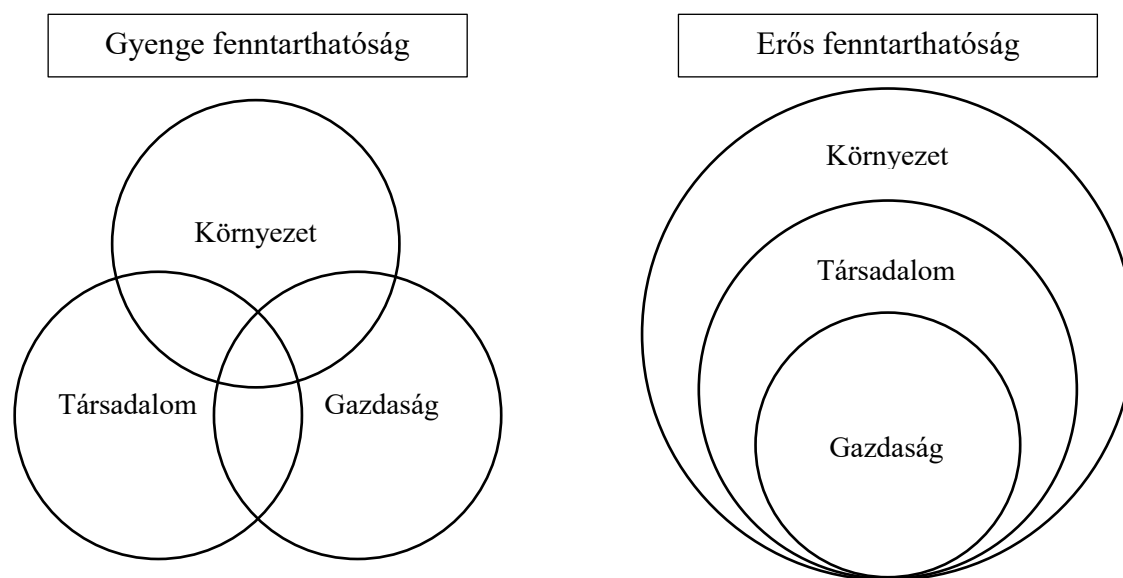 Gyenge fenntarthatóság
Környezet
Társadalom
Gazdaság
Erős fenntarthatóság
Környezet
Társadalom
Gazdaság